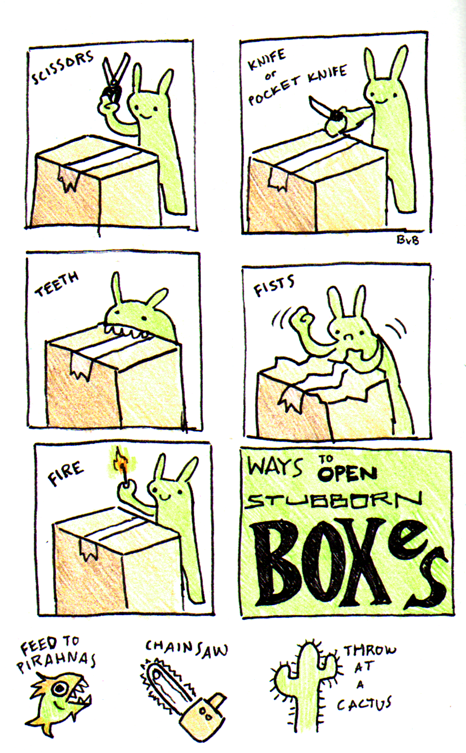 SCISSORS
KNIFE
or
POCKET KNIFE
BvB
TEETH
FISTS
FIRE
WAYS TO
OPEN
STUBBORN
BOXeS
FEED TO
PIRAHNAS
CHAINSAW
THROW
AT
A
CACTUS